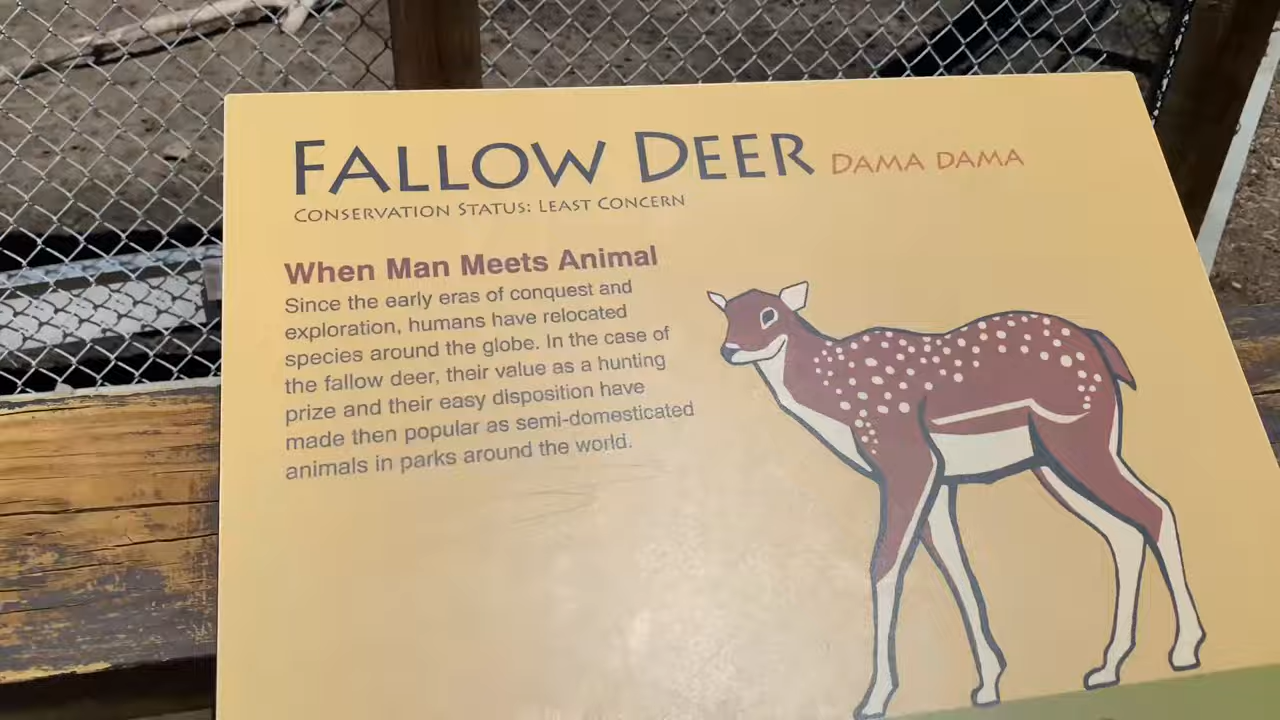 FALLOW DEER DAMA DAMA
CONSERVATION STATUS: LEAST CONCERN
When Man Meets Animal
Since the early eras of conquest and
exploration, humans have relocated
species around the globe. In the case of
the fallow deer, their value as a hunting
prize and their easy disposition have
made then popular as semi-domesticated
animals in parks around the world.